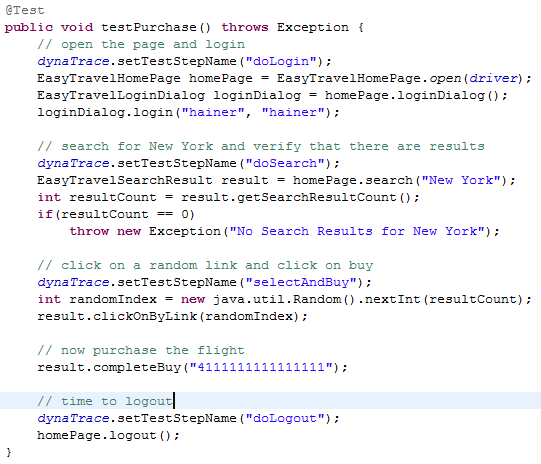 @Test
public void testPurchase() throws Exception {
    // open the page and login
    dynaTrace.setTestStepName("doLogin");
    EasyTravelHomePage homePage = EasyTravelHomePage.open(driver);
    EasyTravelLoginDialog loginDialog = homePage.loginDialog();
    loginDialog.login("hainer", "hainer");

    // search for New York and verify that there are results
    dynaTrace.setTestStepName("doSearch");
    EasyTravelSearchResult result = homePage.search("New York");
    int resultCount = result.getSearchResultCount();
    if(resultCount == 0)
        throw new Exception("No Search Results for New York");

    // click on a random link and click on buy
    dynaTrace.setTestStepName("selectAndBuy");
    int randomIndex = new java.util.Random().nextInt(resultCount);
    result.clickOnByLink(randomIndex);

    // now purchase the flight
    result.completeBuy("4111111111111111");

    // time to logout
    dynaTrace.setTestStepName("doLogout");
    homePage.logout();
}